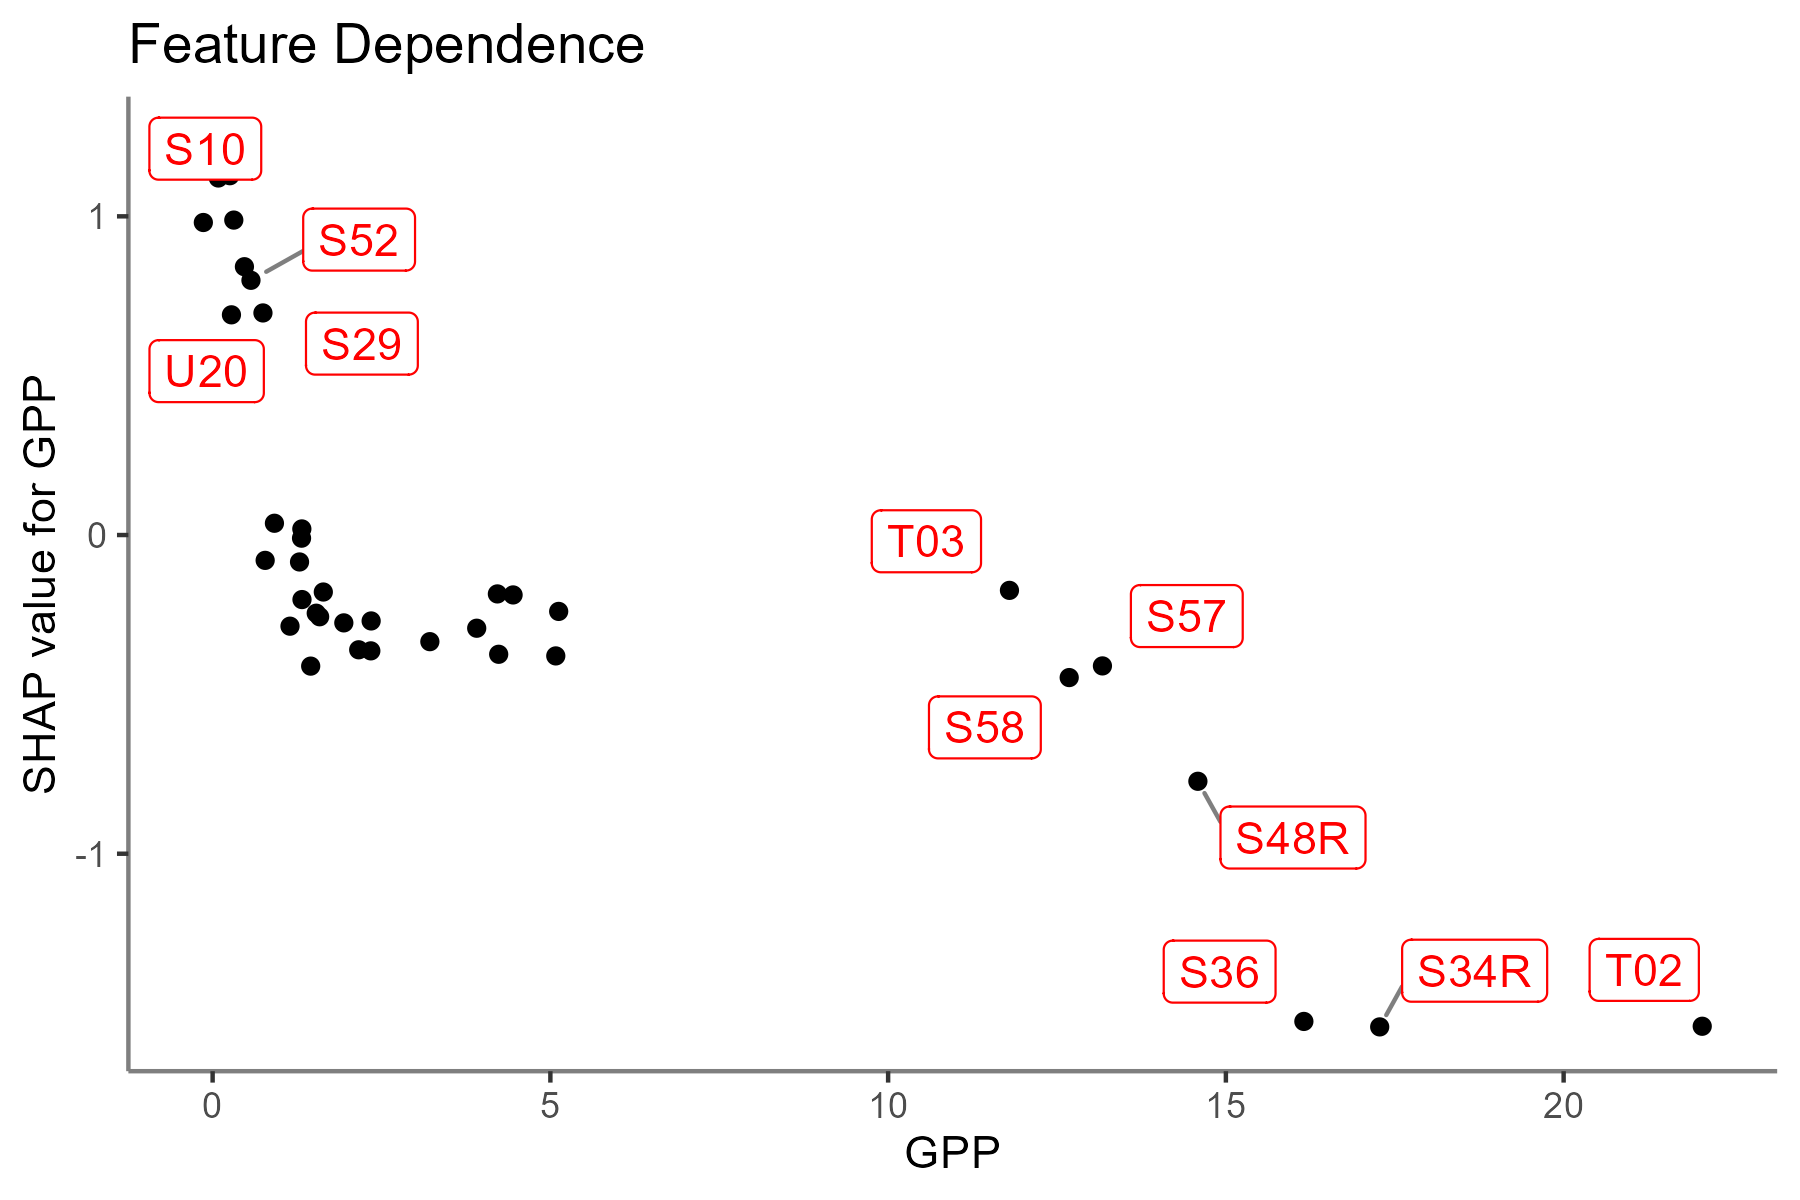 Feature Dependence
S10
1
S52
S29
U20
SHAP value for GPP
0
T03
S57
S58
S48R
-1
S36
S34R
T02
0
5
10
15
20
GPP